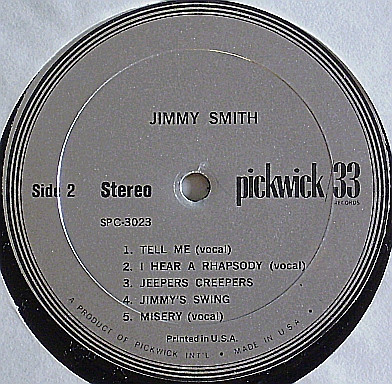 JIMMY SMITH
Side 2 Stereo pickwick/33
RECORDS
SPC-3023
1. TELL ME (vocal)
2. I HEAR A RHAPSODY (vocal)
3. JEEPERS CREEPERS
4. JIMMY'S SWING
5. MISERY (vocal)
Printed in U.S.A.
A PRODUCT OF PICKWICK INT'L • MADE IN U.S.A.